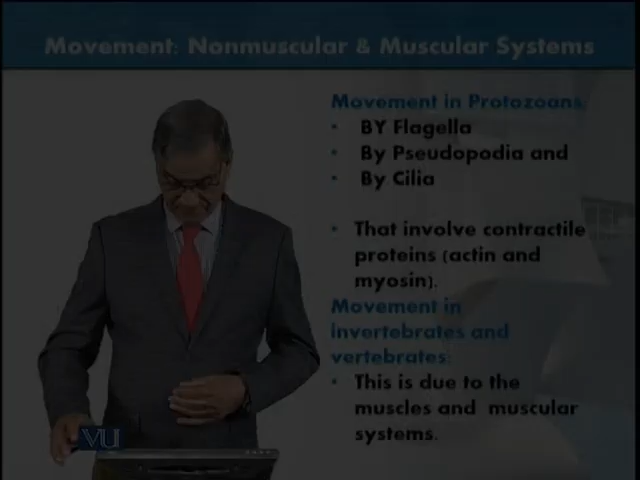 Movement: Nonmuscular & Muscular Systems
Movement in Protozoans:
• BY Flagella
• By Pseudopodia and
• By Cilia
• That involve contractile
proteins (actin and
myosin).
Movement in
invertebrates and
vertebrates:
• This is due to the
muscles and muscular
systems.
VU